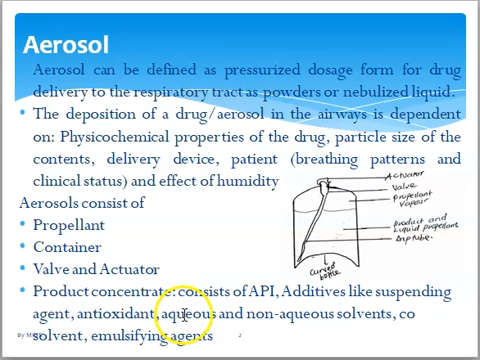 Aerosol
Aerosol can be defined as pressurized dosage form for drug
delivery to the respiratory tract as powders or nebulized liquid.
• The deposition of a drug/aerosol in the airways is dependent
on: Physicochemical properties of the drug, particle size of the
contents, delivery device, patient (breathing patterns and
clinical status) and effect of humidity
Aerosols consist of
• Propellant
• Container
• Valve and Actuator
• Product concentrate: consists of API, Additives like suspending
agent, antioxidant, aqueous and non-aqueous solvents, co
solvent, emulsifying agents
Actuator
Valve
Propellant
Vapour
product and
Liquid propellant
Dip tube.
Curved
bottle
By
2